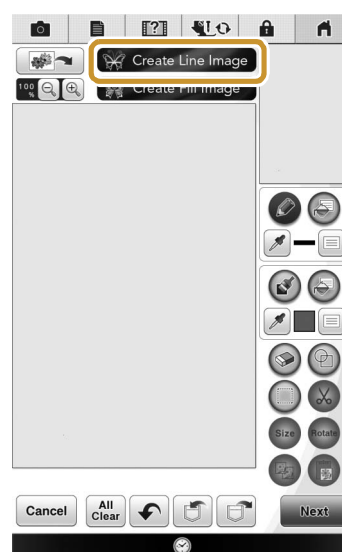 ?
Create Line Image
100 %
Create Fill Image
Size Rotate
Cancel All Clear Next